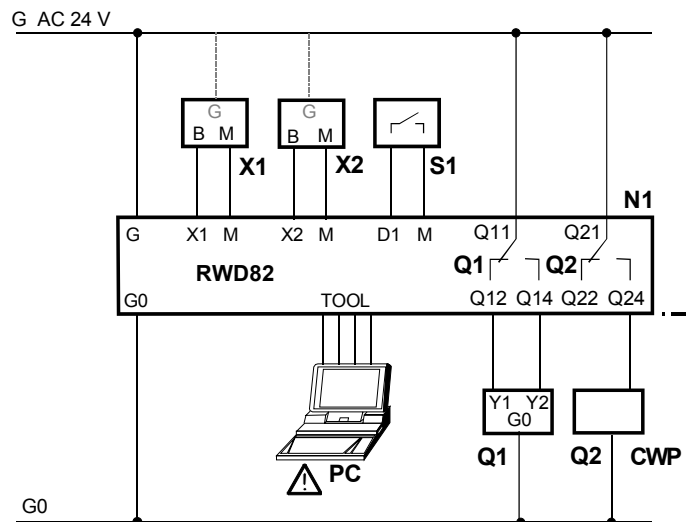 G AC 24 V
G G
B M B M
X1 X2 S1
N1
G X1 M X2 M D1 M Q11 Q21
RWD82 Q1 Q2
G0 TOOL Q12 Q14 Q22 Q24
Y1 Y2
G0
PC Q1 Q2 CWP
G0